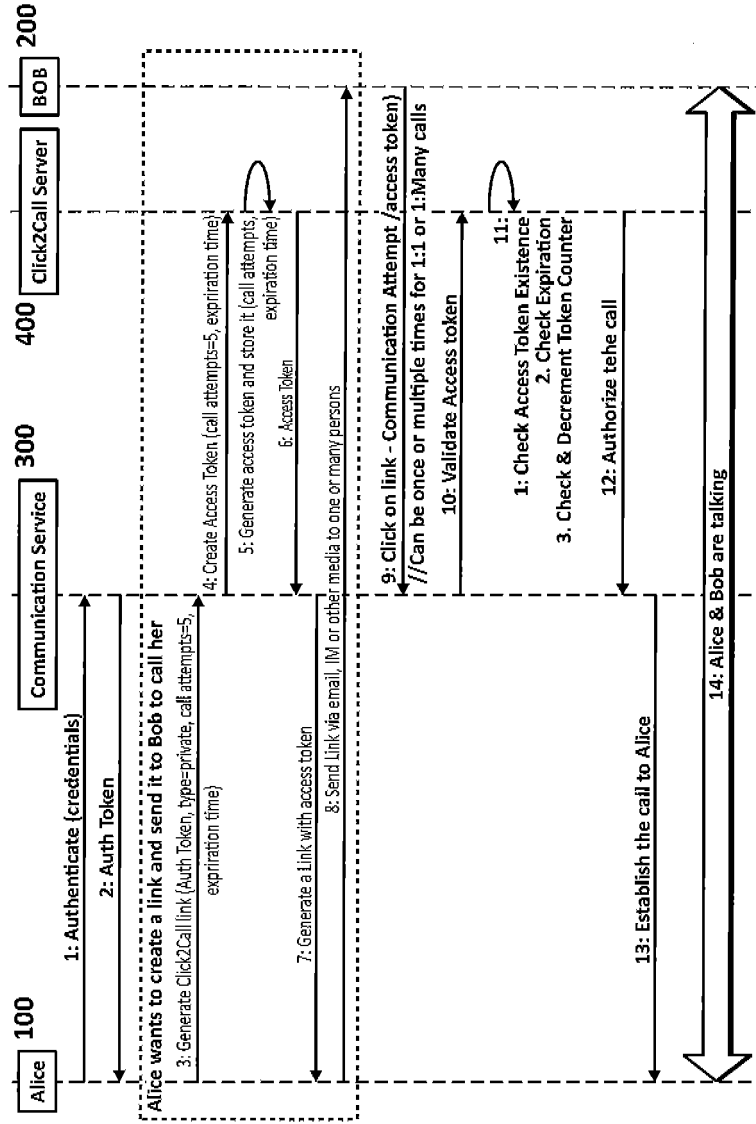 Alice
100
Communication Service
300
Click2Call Server
400
BOB
200
1: Authenticate (credentials)
2: Auth Token
Alice wants to create a link and send it to Bob to call her
3: Generate Click2Call link (Auth Token, type=private, call attempts=5,
expriration time)
4: Create Access Token (call attempts=5, expriration time)
5: Generate access token and store it (call attempts,
expiration time)
6: Access Token
7: Generate a Link with access token
8: Send Link via email, IM or other media to one or many persons
9: Click on link - Communication Attempt /access token)
//Can be once or multiple times for 1:1 or 1:Many calls
10: Validate Access token
11:
1: Check Access Token Existence
2. Check Expiration
3. Check & Decrement Token Counter
12: Authorize tehe call
13: Establish the call to Alice
14: Alice & Bob are talking